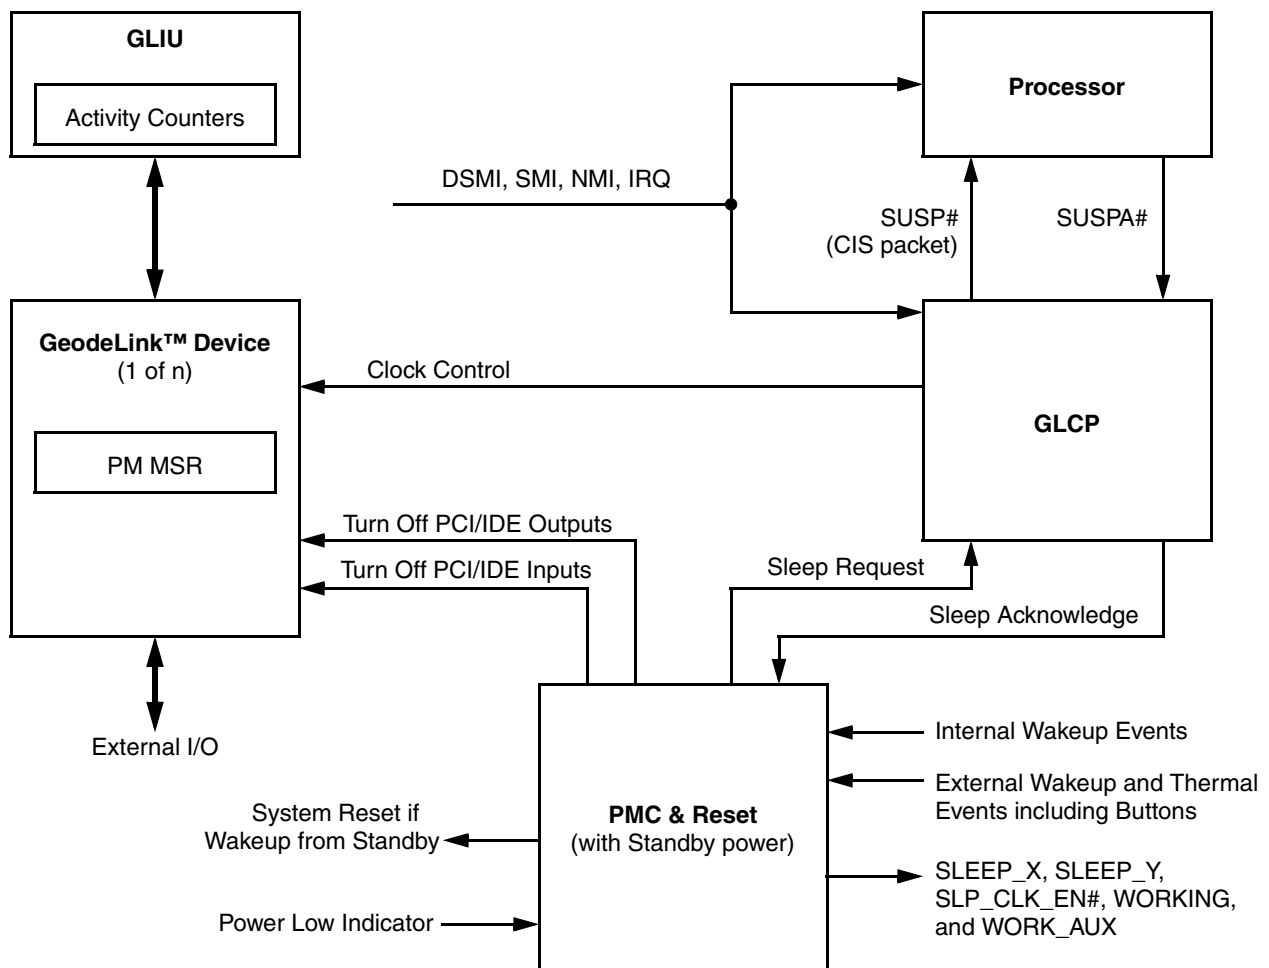 GLIU
Activity Counters
Processor
DSMI, SMI, NMI, IRQ
SUSP#
(CIS packet)
SUSPA#
GeodeLink™ Device
(1 of n)
PM MSR
Clock Control
GLCP
Turn Off PCI/IDE Outputs
Turn Off PCI/IDE Inputs
Sleep Request
Sleep Acknowledge
External I/O
Internal Wakeup Events
External Wakeup and Thermal
Events including Buttons
System Reset if
Wakeup from Standby
PMC & Reset
(with Standby power)
SLEEP_X, SLEEP_Y,
SLP_CLK_EN#, WORKING,
and WORK_AUX
Power Low Indicator